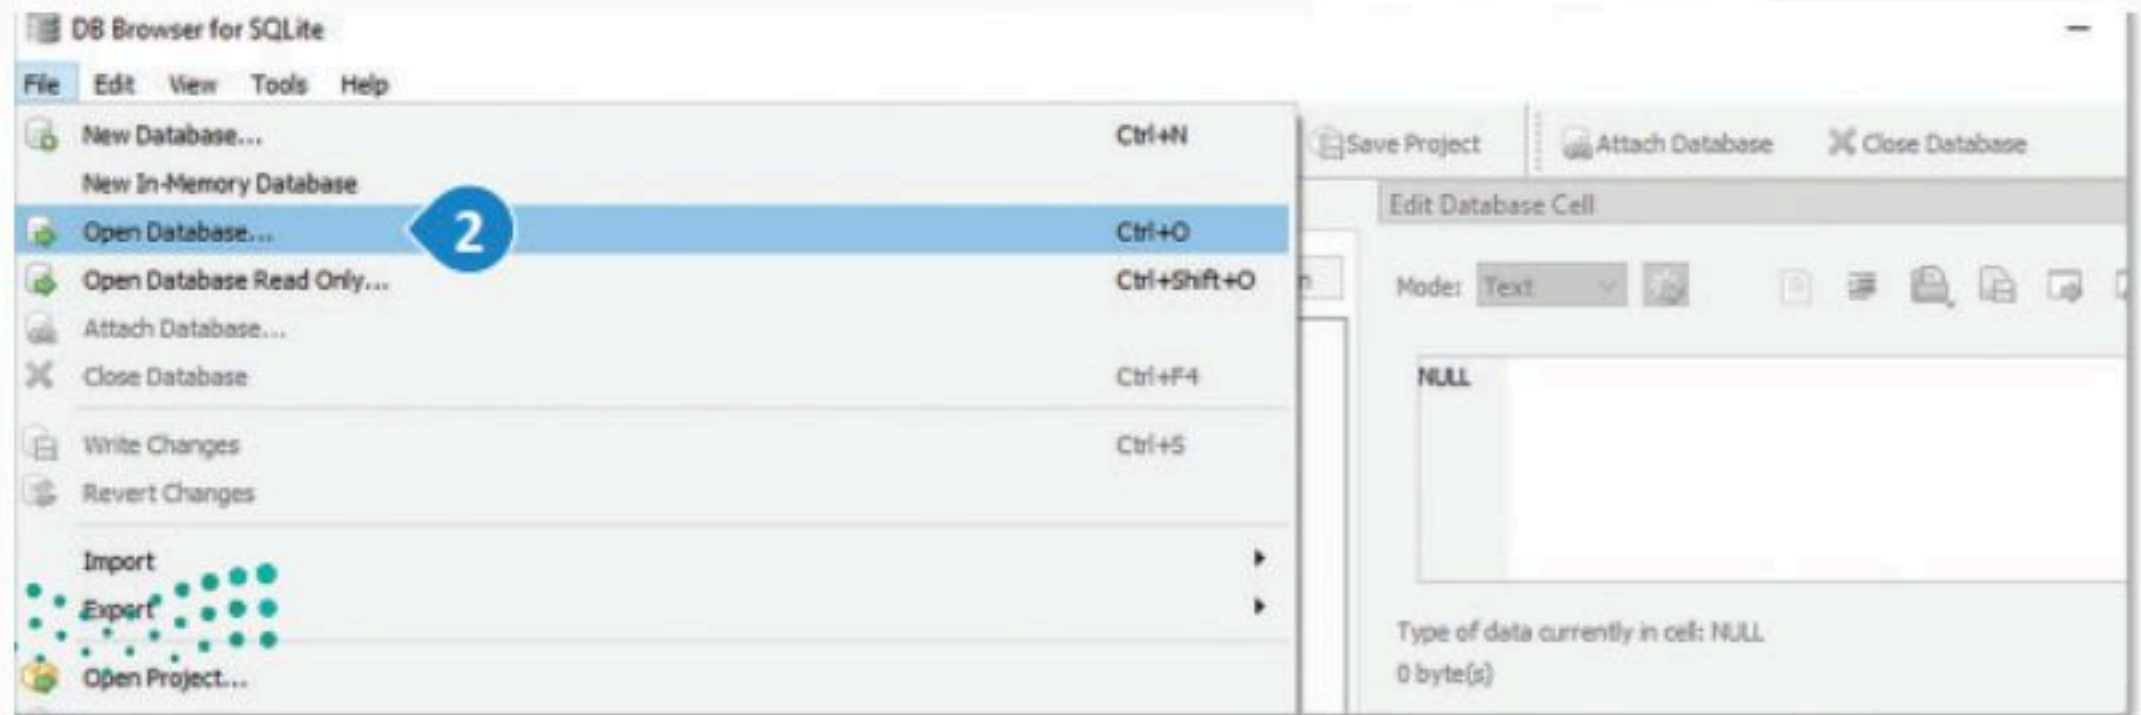 DB Browser for SQLite
File Edit View Tools Help
New Database... Ctrl+N
New In-Memory Database
Open Database... 2 Ctrl+O
Open Database Read Only... Ctrl+Shift+O
Attach Database...
Close Database Ctrl+F4
Write Changes Ctrl+S
Revert Changes
Import
Export
Open Project...
Save Project Attach Database Close Database
Edit Database Cell
Mode: Text
NULL
Type of data currently in cell: NULL
0 byte(s)